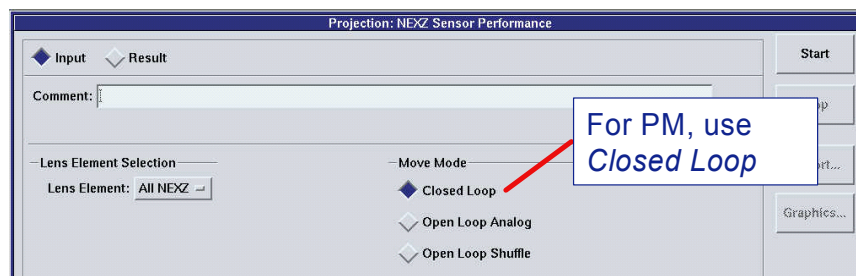 Projection: NEXZ Sensor Performance
Input Result
Start
Comment:
For PM, use
Closed Loop
Lens Element Selection
Move Mode
Lens Element: All NEXZ
Closed Loop
Graphics...
Open Loop Analog
Open Loop Shuffle